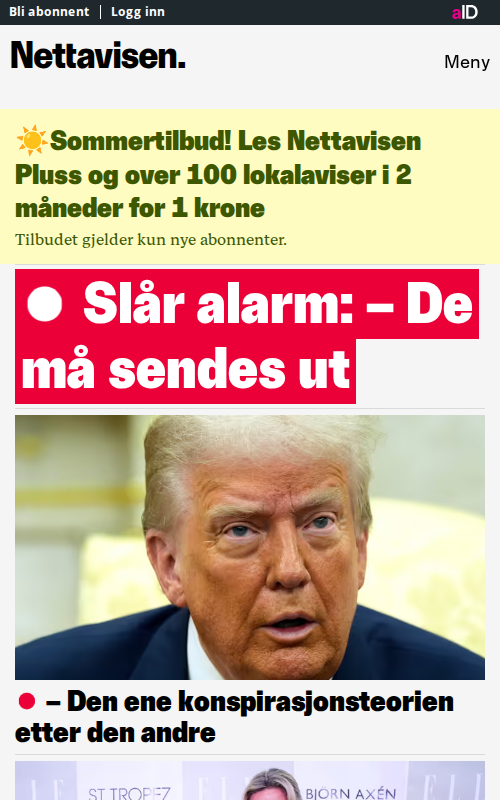 Bli abonnent | Logg inn
aID
Nettavisen.
Meny
☀️Sommertilbud! Les Nettavisen
Pluss og over 100 lokalaviser i 2
måneder for 1 krone
Tilbudet gjelder kun nye abonnenter.
Slår alarm: – De
må sendes ut
– Den ene konspirasjonsteorien
etter den andre
ST TROPEZ
BJÖRN AXÉN